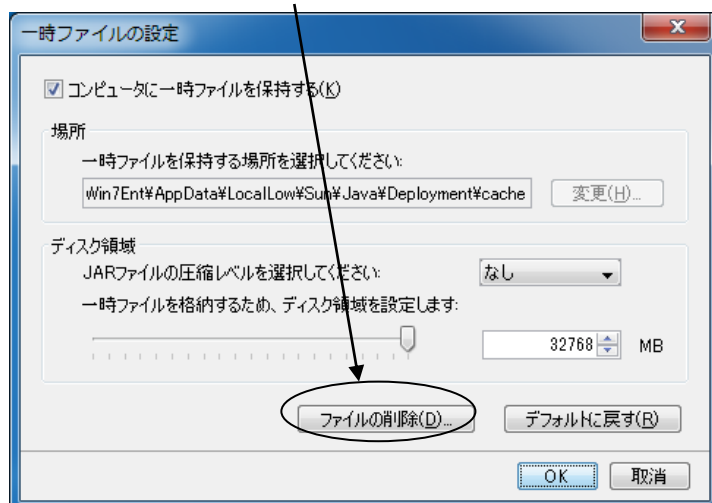 一時ファイルの設定
コンピュータに一時ファイルを保持する(K)
場所
一時ファイルを保持する場所を選択してください:
Win7Ent¥AppData¥LocalLow¥Sun¥Java¥Deployment¥cache
変更(H)...
ディスク領域
JARファイルの圧縮レベルを選択してください:
なし
一時ファイルを格納するため、ディスク領域を設定します:
32768 MB
ファイルの削除(D)...
デフォルトに戻す(R)
OK
取消